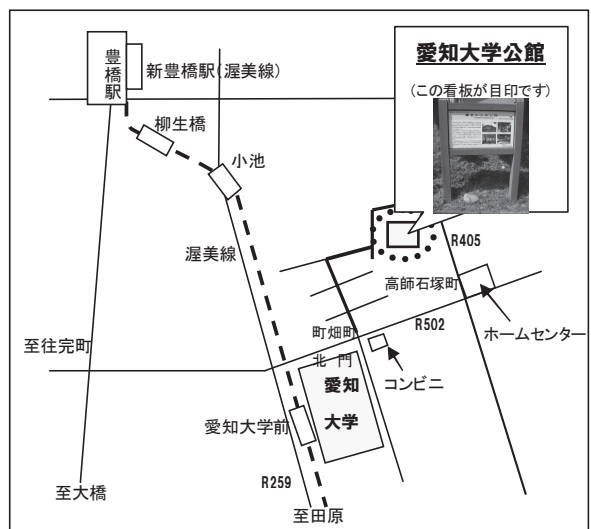 愛知大学公館
(この看板が目印です)
豊橋駅
新豊橋駅(渥美線)
柳生橋
小池
渥美線
R405
高師石塚町
R502
ホームセンター
町畑町
至往完町
北門
コンビニ
愛知
大学
愛知大学前
R259
至大橋
至田原